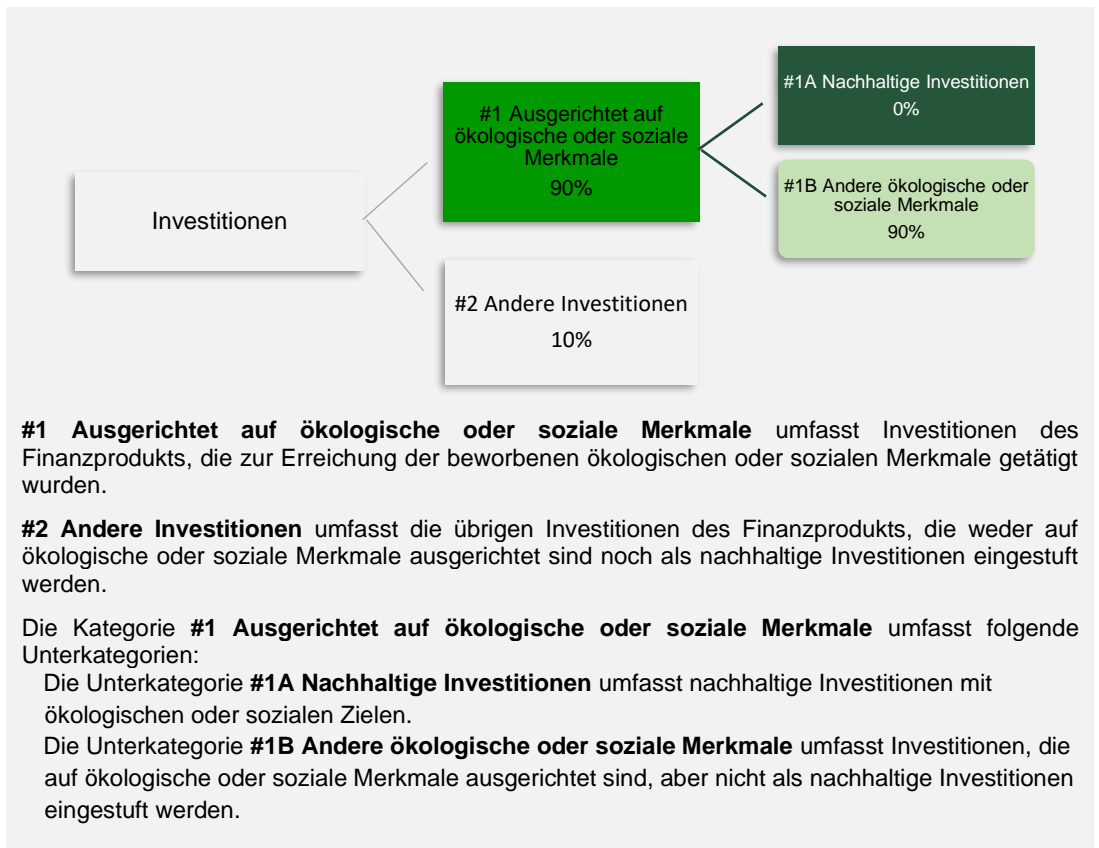 #1A Nachhaltige Investitionen
0%
#1 Ausgerichtet auf
ökologische oder soziale
Merkmale
90%
#1B Andere ökologische oder
soziale Merkmale
90%
Investitionen
#2 Andere Investitionen
10%
#1 Ausgerichtet auf ökologische oder soziale Merkmale umfasst Investitionen des
Finanzprodukts, die zur Erreichung der beworbenen ökologischen oder sozialen Merkmale getätigt
wurden.
#2 Andere Investitionen umfasst die übrigen Investitionen des Finanzprodukts, die weder auf
ökologische oder soziale Merkmale ausgerichtet sind noch als nachhaltige Investitionen eingestuft
werden.
Die Kategorie #1 Ausgerichtet auf ökologische oder soziale Merkmale umfasst folgende
Unterkategorien:
Die Unterkategorie #1A Nachhaltige Investitionen umfasst nachhaltige Investitionen mit
ökologischen oder sozialen Zielen.
Die Unterkategorie #1B Andere ökologische oder soziale Merkmale umfasst Investitionen, die
auf ökologische oder soziale Merkmale ausgerichtet sind, aber nicht als nachhaltige Investitionen
eingestuft werden.